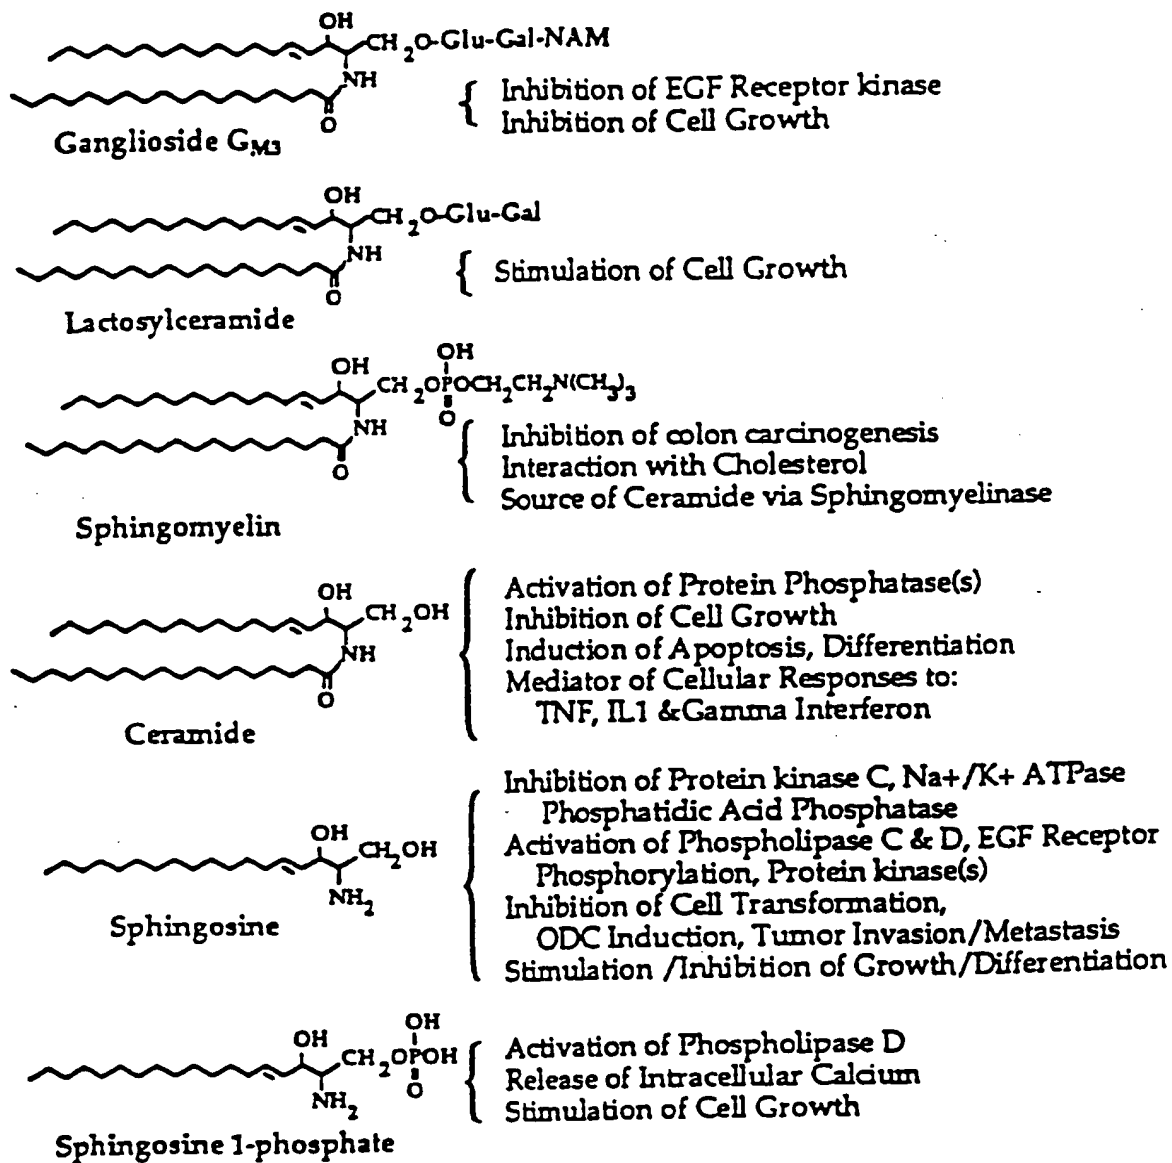 OH
CH2O-Glu-Gal-NAM
NH
O
Ganglioside GM3
{ Inhibition of EGF Receptor kinase
Inhibition of Cell Growth
OH
CH2O-Glu-Gal
NH
O
Lactosylceramide
{ Stimulation of Cell Growth
OH
OH
CH2OPOCH2CH2N(CH3)3
O
NH
O
Sphingomyelin
{ Inhibition of colon carcinogenesis
Interaction with Cholesterol
Source of Ceramide via Sphingomyelinase
OH
CH2OH
NH
O
Ceramide
{ Activation of Protein Phosphatase(s)
Inhibition of Cell Growth
Induction of Apoptosis, Differentiation
Mediator of Cellular Responses to:
TNF, IL1 &Gamma Interferon
OH
CH2OH
NH2
Sphingosine
{ Inhibition of Protein kinase C, Na+/K+ ATPase
Phosphatidic Acid Phosphatase
Activation of Phospholipase C & D, EGF Receptor
Phosphorylation, Protein kinase(s)
Inhibition of Cell Transformation,
ODC Induction, Tumor Invasion/Metastasis
Stimulation /Inhibition of Growth/Differentiation
OH
OH
CH2OPOH
O
NH2
Sphingosine 1-phosphate
{ Activation of Phospholipase D
Release of Intracellular Calcium
Stimulation of Cell Growth